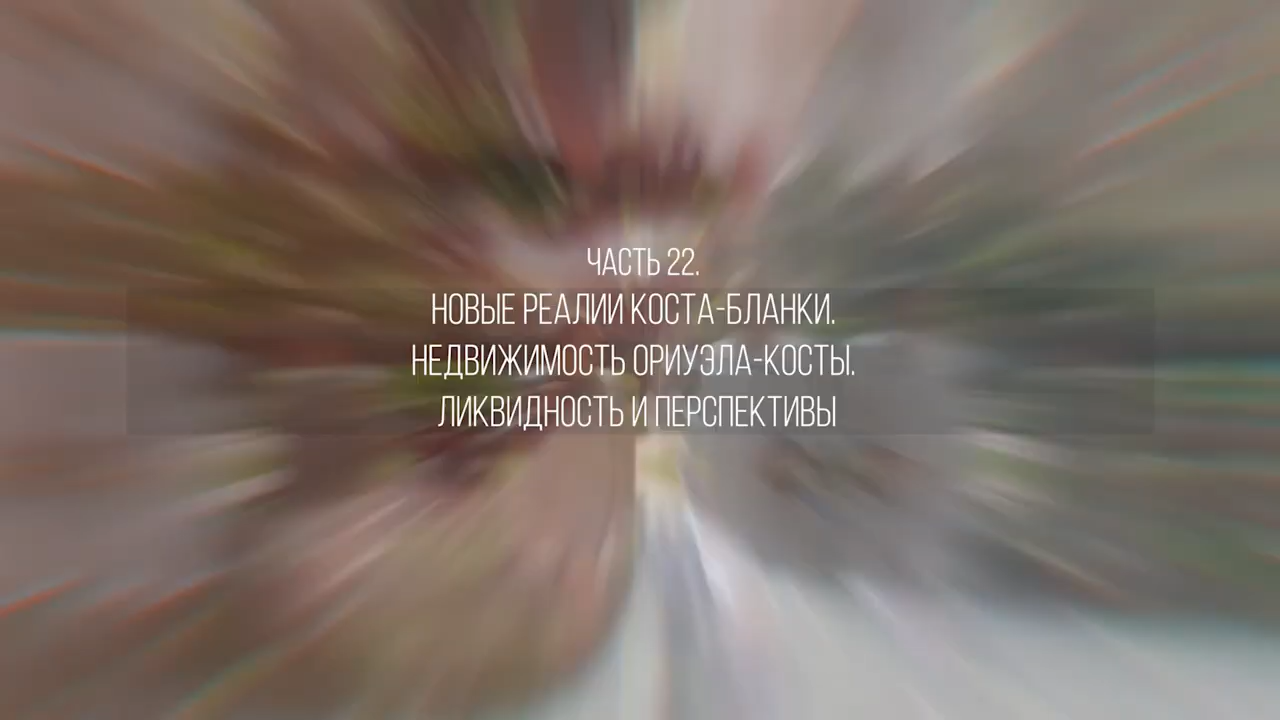 ЧАСТЬ 22.
НОВЫЕ РЕАЛИИ КОСТА-БЛАНКИ.
НЕДВИЖИМОСТЬ ОРИУЭЛА-КОСТЫ.
ЛИКВИДНОСТЬ И ПЕРСПЕКТИВЫ